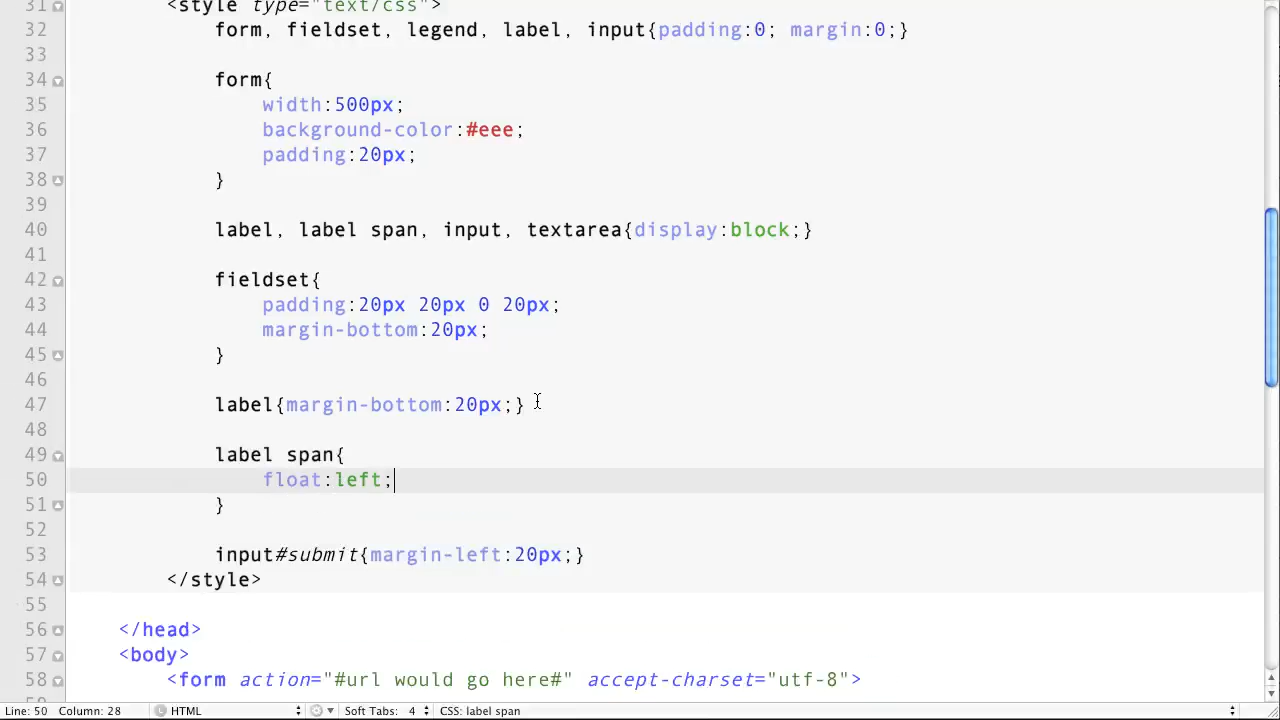 31 <style type="text/css">
32 form, fieldset, legend, label, input{padding:0; margin:0;}
33
34 form{
35 width:500px;
36 background-color:#eee;
37 padding:20px;
38 }
39
40 label, label span, input, textarea{display:block;}
41
42 fieldset{
43 padding:20px 20px 0 20px;
44 margin-bottom:20px;
45 }
46
47 label{margin-bottom:20px;}
48
49 label span{
50 float:left;
51 }
52
53 input#submit{margin-left:20px;}
54 </style>
55
56 </head>
57 <body>
58 <form action="#url would go here#" accept-charset="utf-8">
Line: 50 Column: 28 HTML Soft Tabs: 4 CSS: label span